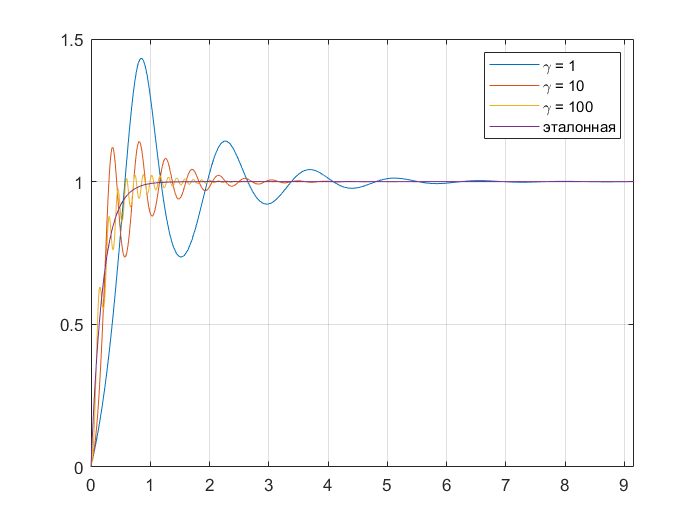 1.5
γ = 1
γ = 10
γ = 100
эталонная
1
0.5
0
0 1 2 3 4 5 6 7 8 9